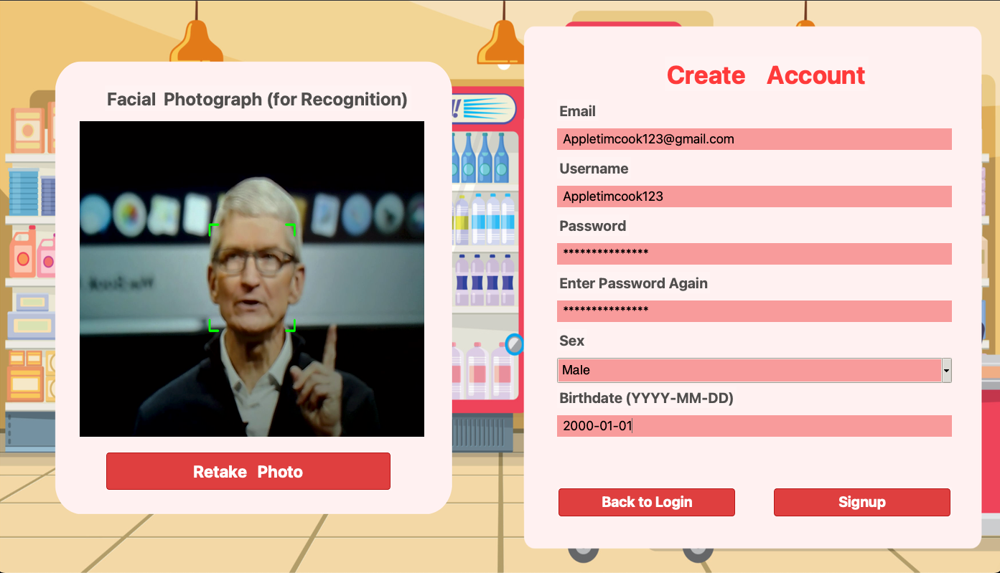 Facial Photograph (for Recognition)
Retake Photo
!!
Create Account
Email
Appletimcook123@gmail.com
Username
Appletimcook123
Password
***************
Enter Password Again
***************
Sex
Male
Birthdate (YYYY-MM-DD)
2000-01-01
Back to Login
Signup